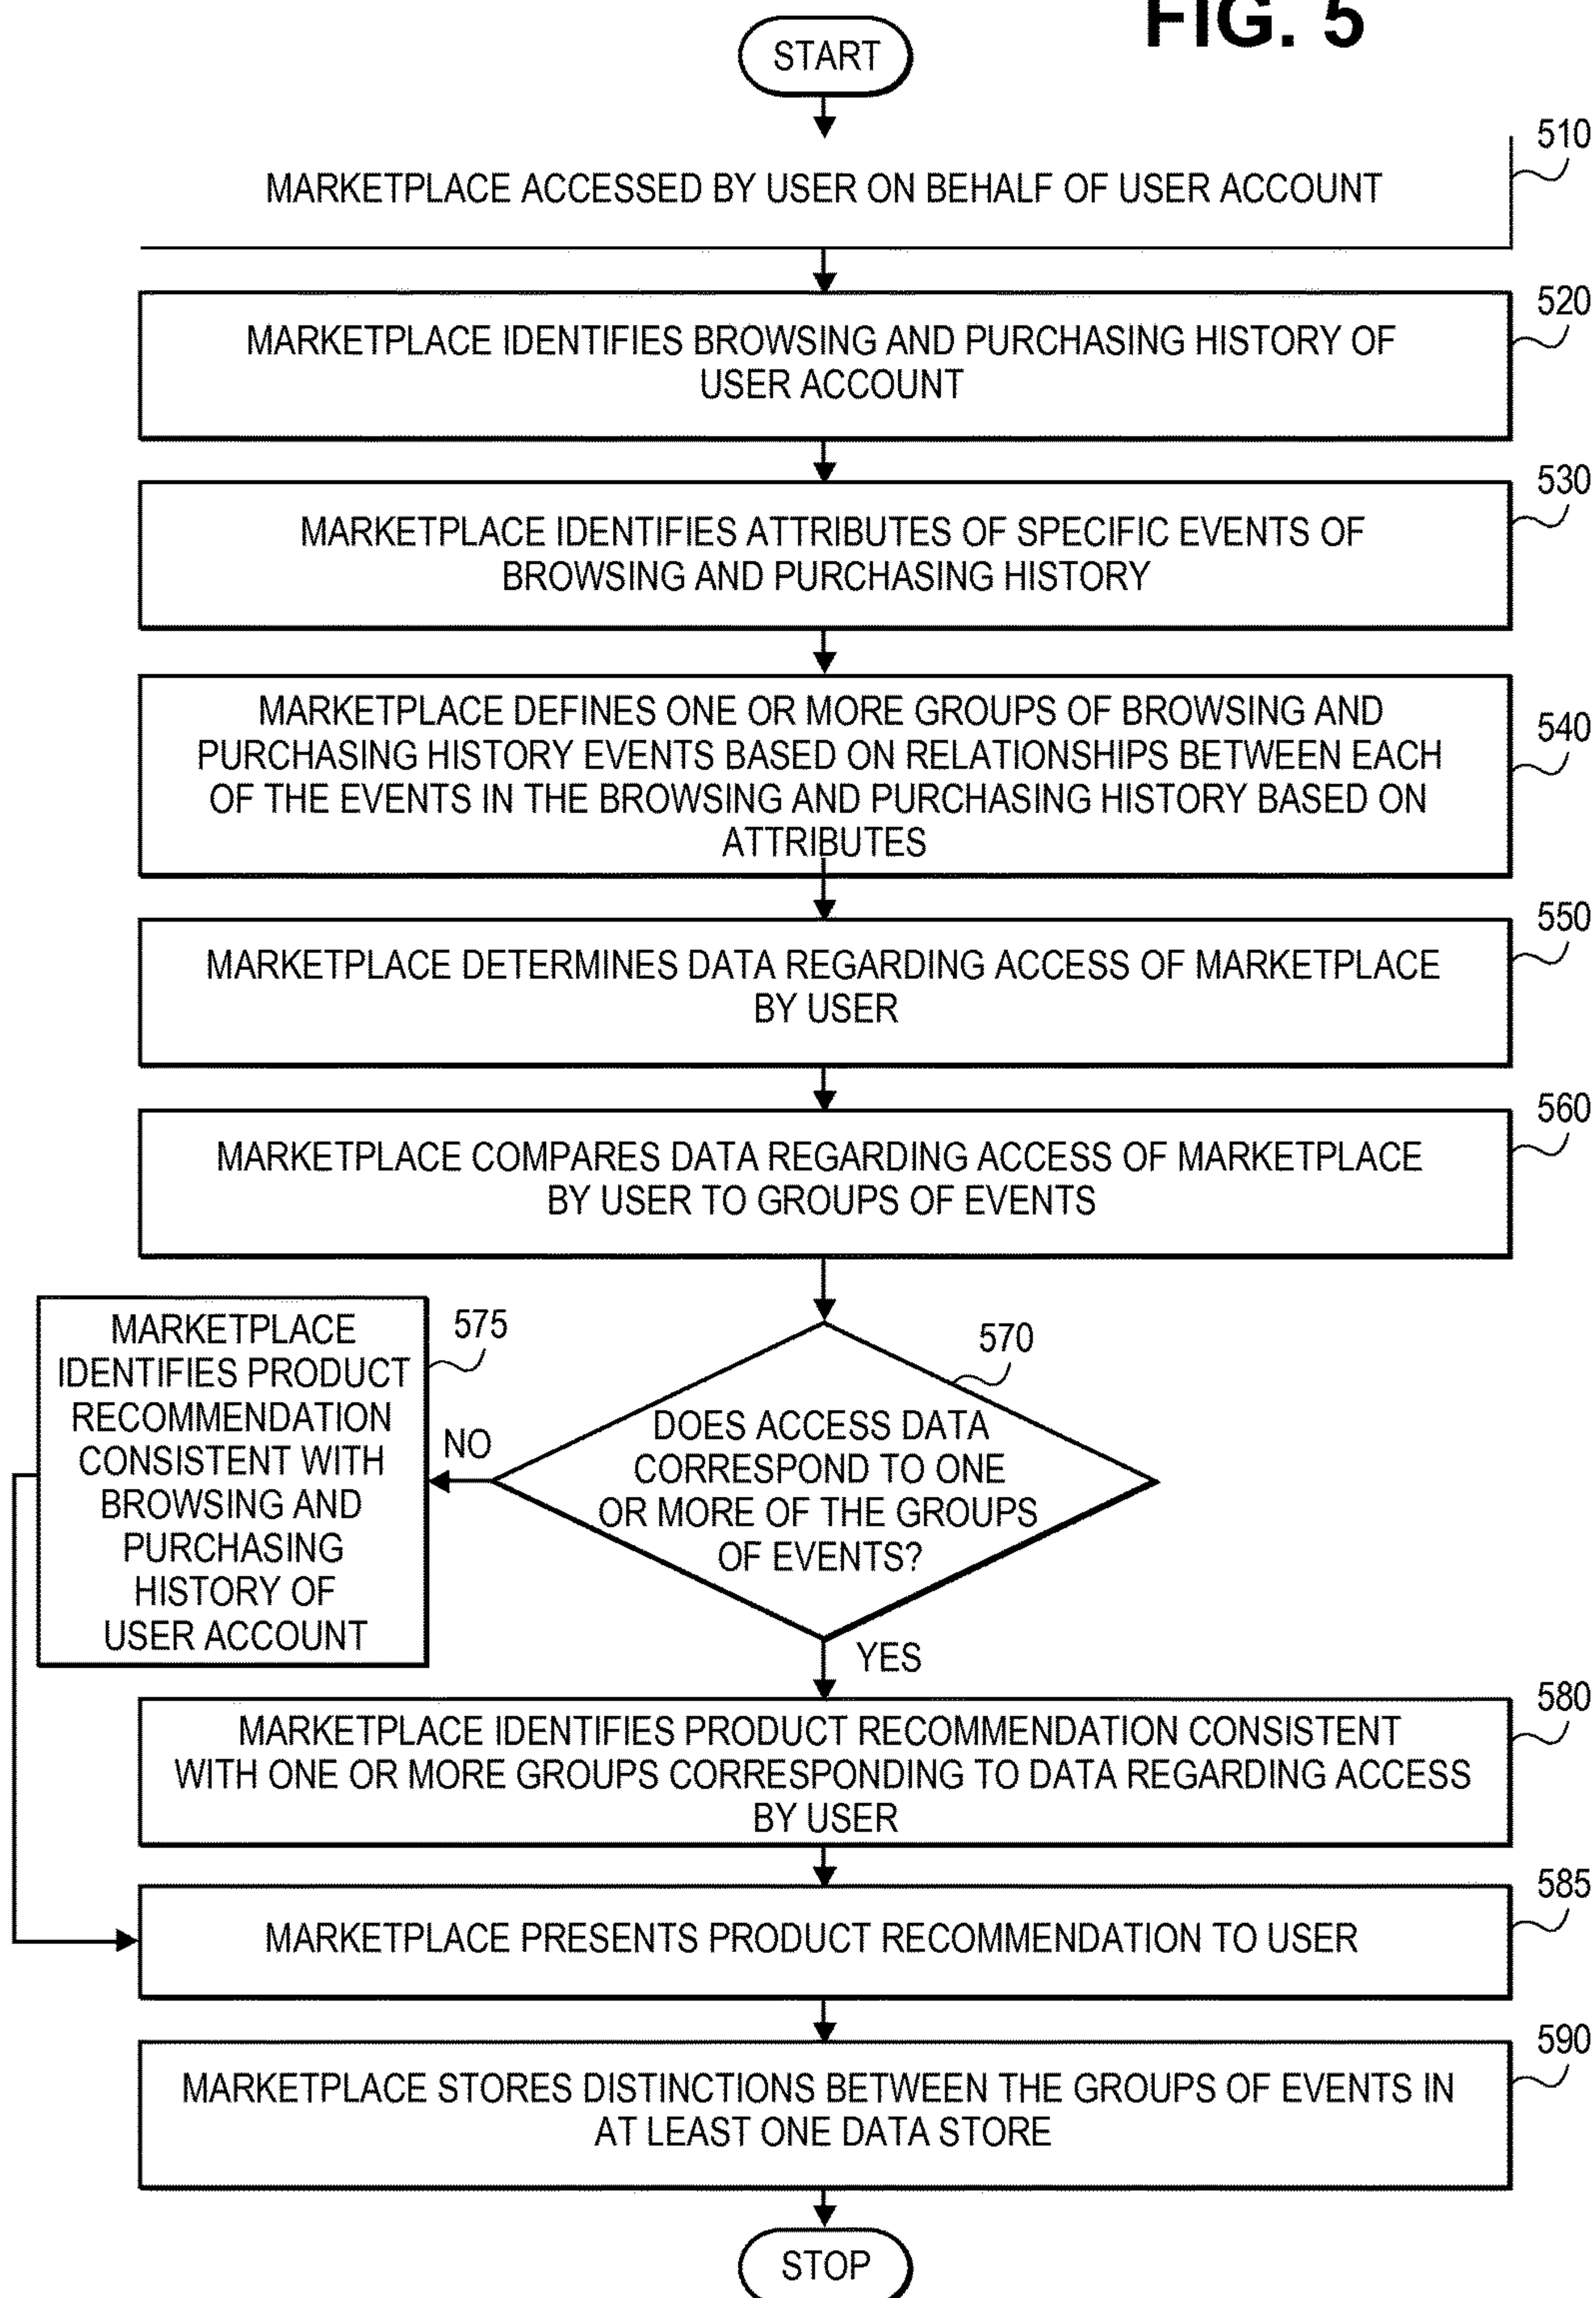 FIG. 5
START
510
MARKETPLACE ACCESSED BY USER ON BEHALF OF USER ACCOUNT
520
MARKETPLACE IDENTIFIES BROWSING AND PURCHASING HISTORY OF
USER ACCOUNT
530
MARKETPLACE IDENTIFIES ATTRIBUTES OF SPECIFIC EVENTS OF
BROWSING AND PURCHASING HISTORY
540
MARKETPLACE DEFINES ONE OR MORE GROUPS OF BROWSING AND
PURCHASING HISTORY EVENTS BASED ON RELATIONSHIPS BETWEEN EACH
OF THE EVENTS IN THE BROWSING AND PURCHASING HISTORY BASED ON
ATTRIBUTES
550
MARKETPLACE DETERMINES DATA REGARDING ACCESS OF MARKETPLACE
BY USER
560
MARKETPLACE COMPARES DATA REGARDING ACCESS OF MARKETPLACE
BY USER TO GROUPS OF EVENTS
570
DOES ACCESS DATA
CORRESPOND TO ONE
OR MORE OF THE GROUPS
OF EVENTS?
NO
575
MARKETPLACE
IDENTIFIES PRODUCT
RECOMMENDATION
CONSISTENT WITH
BROWSING AND
PURCHASING
HISTORY OF
USER ACCOUNT
YES
580
MARKETPLACE IDENTIFIES PRODUCT RECOMMENDATION CONSISTENT
WITH ONE OR MORE GROUPS CORRESPONDING TO DATA REGARDING ACCESS
BY USER
585
MARKETPLACE PRESENTS PRODUCT RECOMMENDATION TO USER
590
MARKETPLACE STORES DISTINCTIONS BETWEEN THE GROUPS OF EVENTS IN
AT LEAST ONE DATA STORE
STOP